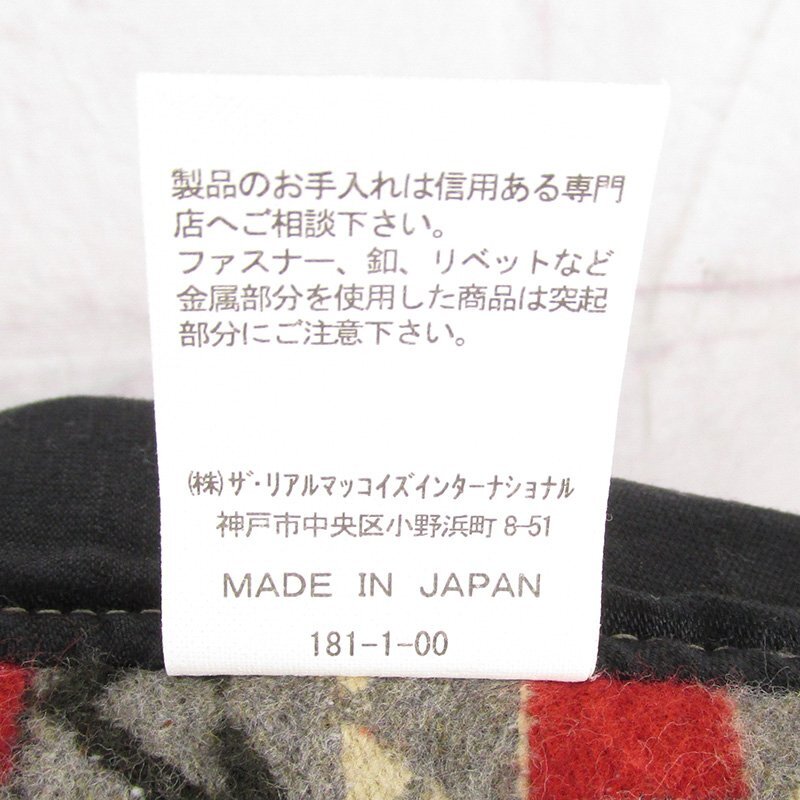 製品のお手入れは信用ある専門
店へご相談下さい。
ファスナー、釦、リベットなど
金属部分を使用した商品は突起
部分にご注意下さい。
㈱ザ・リアルマッコイズインターナショナル
神戸市中央区小野浜町8-51
MADE IN JAPAN
181-1-00